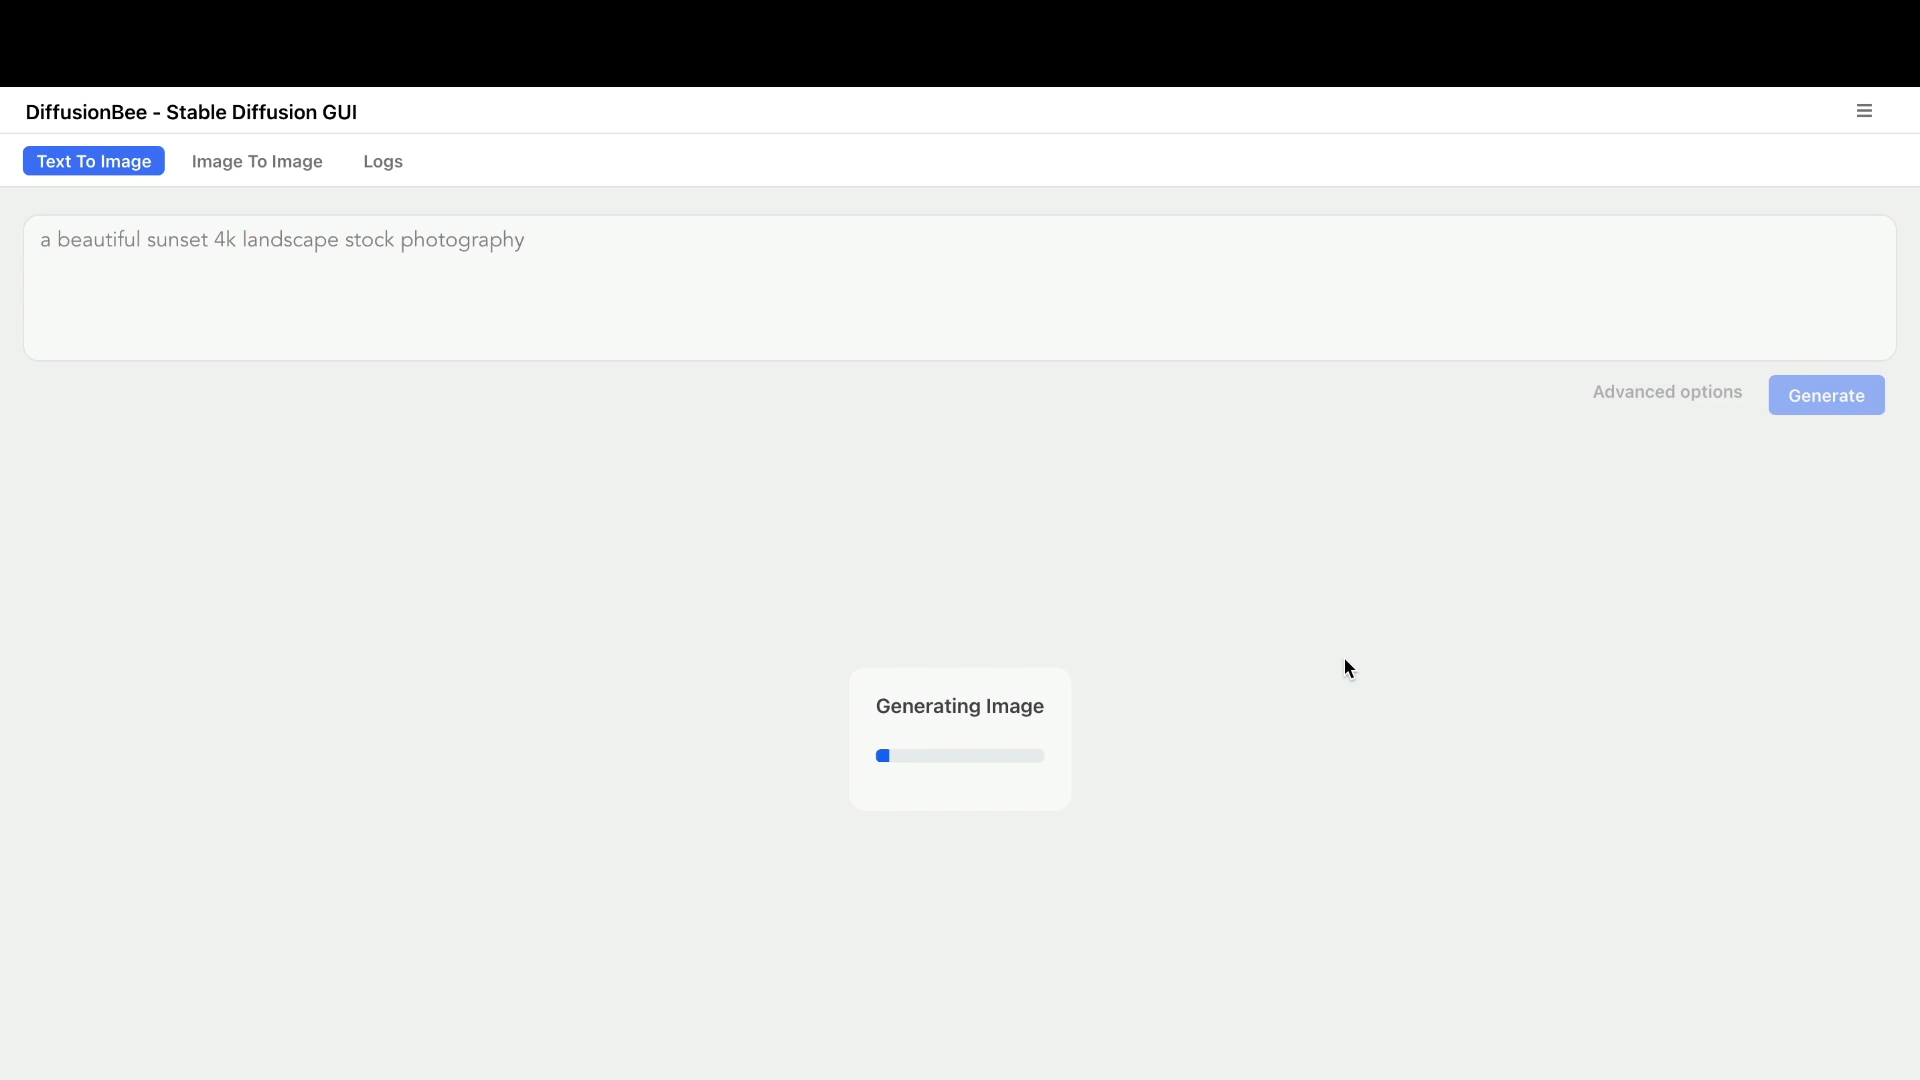 DiffusionBee - Stable Diffusion GUI
Text To Image
Image To Image
Logs
a beautiful sunset 4k landscape stock photography
Advanced options
Generate
Generating Image